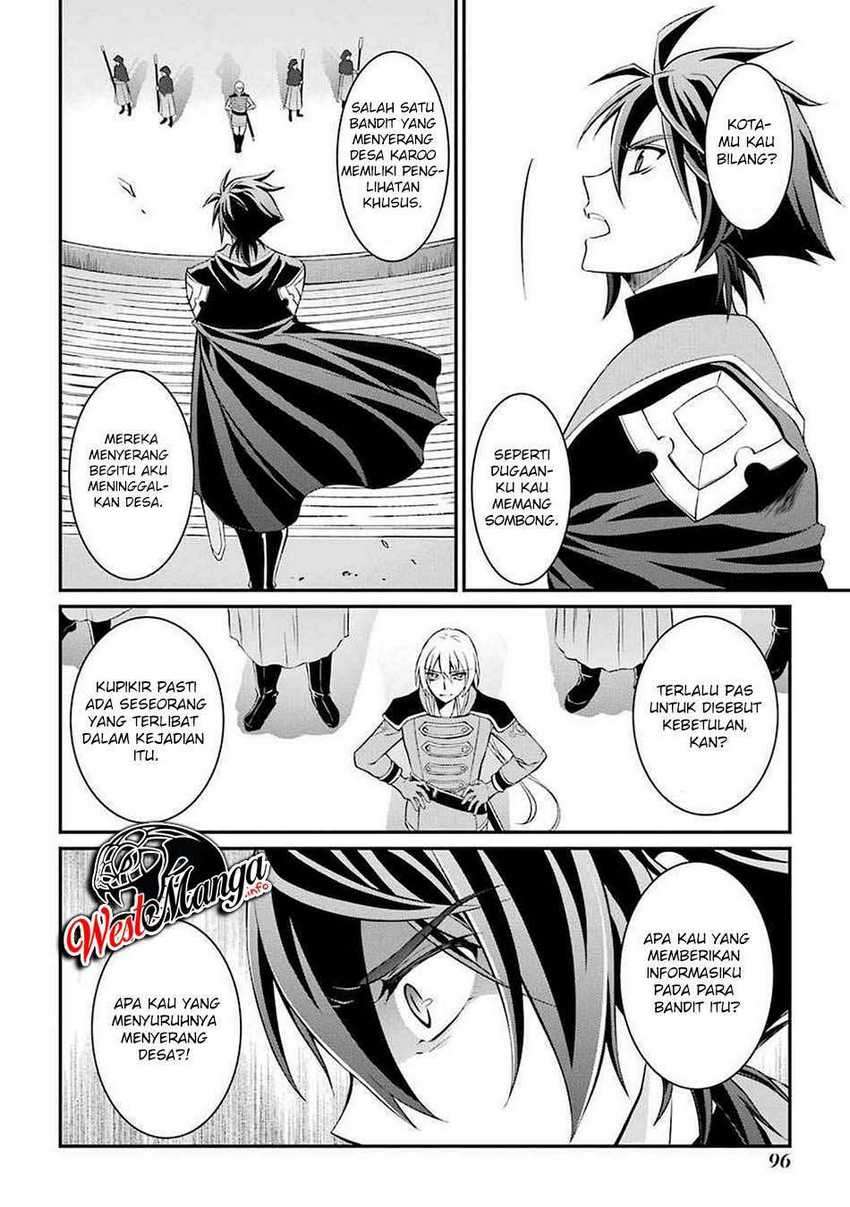 KOTA-
MU KAU
BILANG?
SEPERTI
DUGAAN-
KU KAU
MEMANG
SOMBONG.
SALAH SATU
BANDIT YANG
MENYERANG
DESA KAROO
MEMILIKI PENG-
LIHATAN
KHUSUS.
MEREKA
MENYERANG
BEGITU AKU
MENINGGAL-
KAN DESA.
TERLALU PAS
UNTUK DISEBUT
KEBETULAN,
KAN?
KUPIKIR PASTI
ADA SESEORANG
YANG TERLIBAT
DALAM KEJADIAN
ITU.
APA KAU YANG
MEMBERIKAN
INFORMASIKU
PADA PARA
BANDIT ITU?
APA KAU YANG
MENYURUHNYA
MENYERANG
DESA?!
WestManga
.info
96